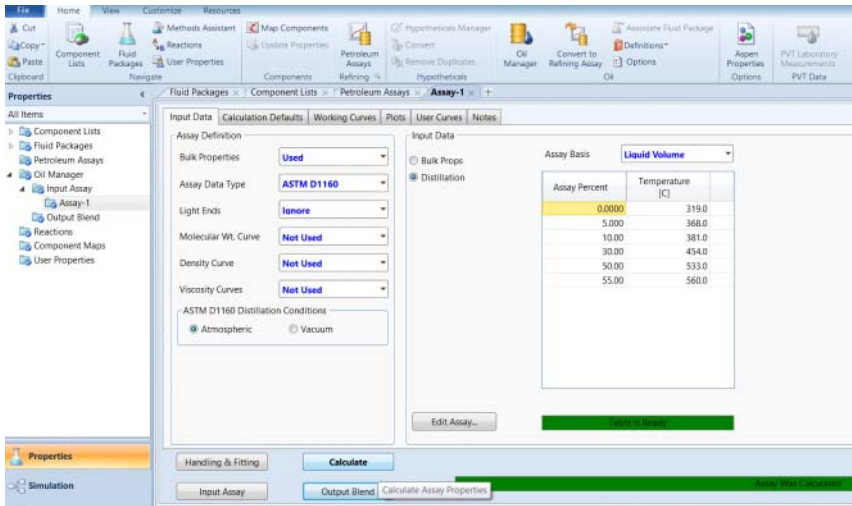 File Home View Customize Resources
Cut
Copy
Paste
Clipboard
Component Lists
Fluid Packages
Methods Assistant
Reactions
User Properties
Navigate
Map Components
Update Properties
Components
Petroleum Assays
Refining
Hypotheticals Manager
Convert
Remove Duplicates
Hypotheticals
Oil Manager
Convert to Refining Assay
Associate Fluid Package
Definitions
Options
Oil
Aspen Properties
Options
PVT Laboratory Measurements
PVT Data
Properties <
All Items
Component Lists
Fluid Packages
Petroleum Assays
Oil Manager
Input Assay
Assay-1
Output Blend
Reactions
Component Maps
User Properties
Properties
Simulation
Fluid Packages × Component Lists × Petroleum Assays × Assay-1 × +
Input Data Calculation Defaults Working Curves Plots User Curves Notes
Assay Definition
Bulk Properties Used
Assay Data Type ASTM D1160
Light Ends Ignore
Molecular Wt. Curve Not Used
Density Curve Not Used
Viscosity Curves Not Used
ASTM D1160 Distillation Conditions
Atmospheric Vacuum
Input Data
Bulk Props
Distillation
Assay Basis Liquid Volume
Assay Percent Temperature [C]
0.0000 319.0
5.000 368.0
10.00 381.0
30.00 454.0
50.00 533.0
55.00 560.0
Edit Assay... Table is Ready
Handling & Fitting Calculate
Assay Was Calculated
Input Assay Output Blend Calculate Assay Properties